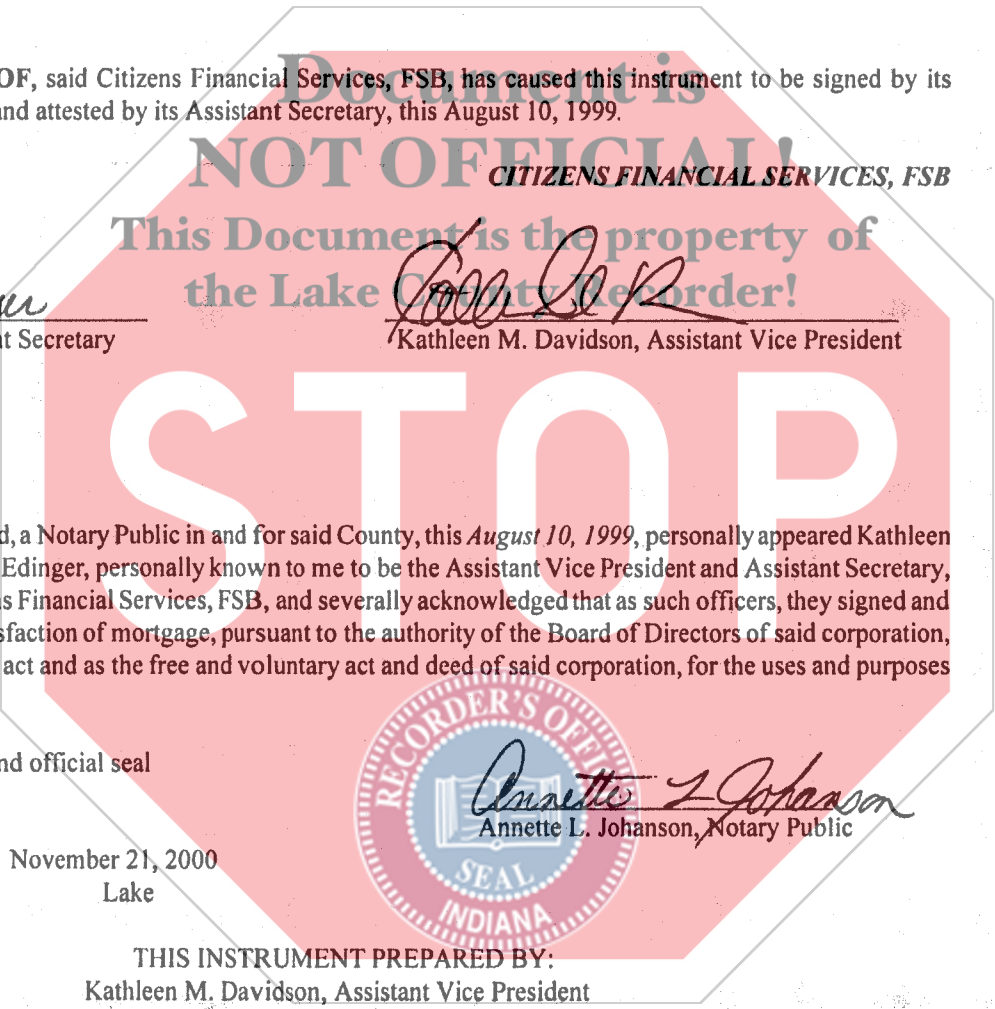 OF, said Citizens Financial Services, FSB, has caused this instrument to be signed by its
and attested by its Assistant Secretary, this August 10, 1999.
Document is
NOT OFFICIAL!
CITIZENS FINANCIAL SERVICES, FSB
This Document is the property of
the Lake County Recorder!
t Secretary
Kathleen M. Davidson, Assistant Vice President
STOP
d, a Notary Public in and for said County, this August 10, 1999, personally appeared Kathleen
Edinger, personally known to me to be the Assistant Vice President and Assistant Secretary,
s Financial Services, FSB, and severally acknowledged that as such officers, they signed and
sfaction of mortgage, pursuant to the authority of the Board of Directors of said corporation,
act and as the free and voluntary act and deed of said corporation, for the uses and purposes
RECORDER'S OFFICE
nd official seal
Annette L Johanson
Annette L. Johanson, Notary Public
SEAL
INDIANA
November 21, 2000
Lake
THIS INSTRUMENT PREPARED BY:
Kathleen M. Davidson, Assistant Vice President